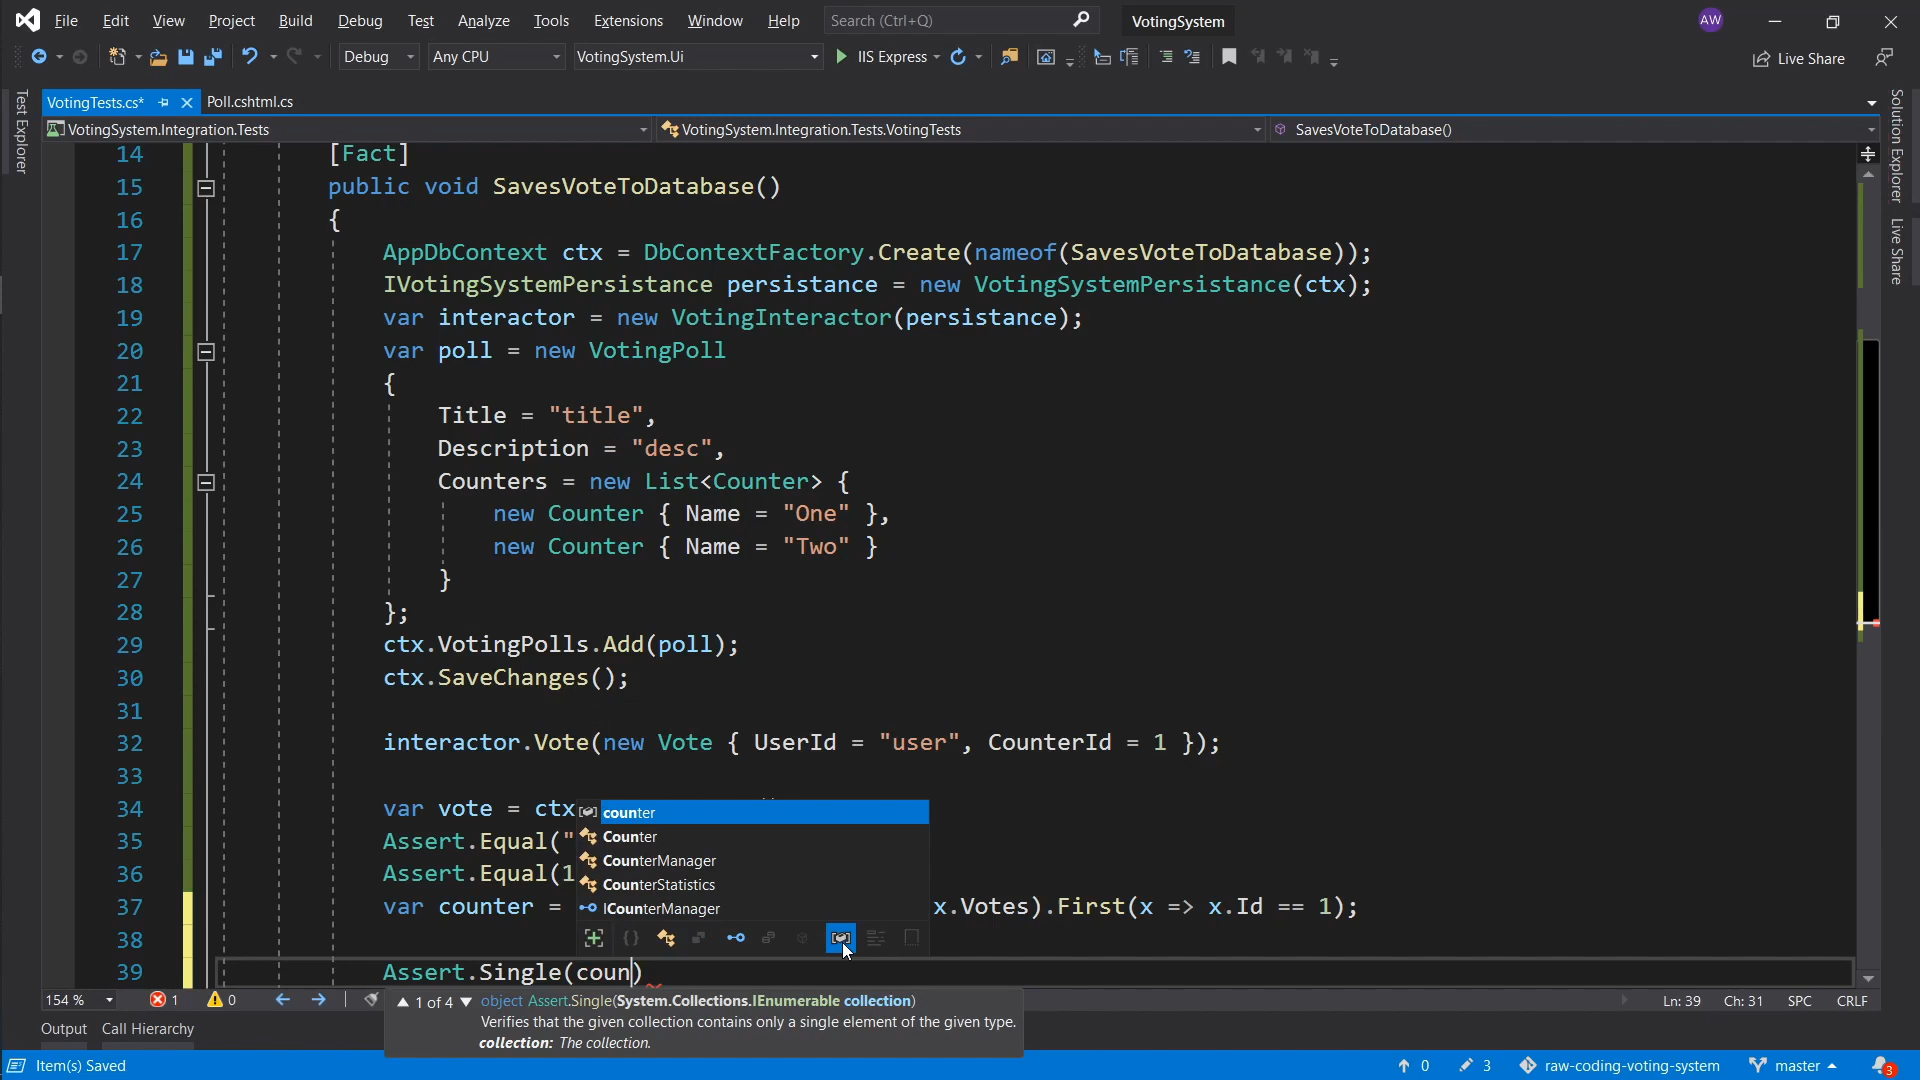 File Edit View Project Build Debug Test Analyze Tools Extensions Window Help Search (Ctrl+Q) VotingSystem AW
Debug Any CPU VotingSystem.Ui IIS Express Live Share
Test Explorer
VotingTests.cs* Poll.cshtml.cs
Solution Explorer
Live Share
VotingSystem.Integration.Tests VotingSystem.Integration.Tests.VotingTests SavesVoteToDatabase()
14 [Fact]
15 public void SavesVoteToDatabase()
16 {
17 AppDbContext ctx = DbContextFactory.Create(nameof(SavesVoteToDatabase));
18 IVotingSystemPersistance persistance = new VotingSystemPersistance(ctx);
19 var interactor = new VotingInteractor(persistance);
20 var poll = new VotingPoll
21 {
22 Title = "title",
23 Description = "desc",
24 Counters = new List<Counter> {
25 new Counter { Name = "One" },
26 new Counter { Name = "Two" }
27 }
28 };
29 ctx.VotingPolls.Add(poll);
30 ctx.SaveChanges();
31
32 interactor.Vote(new Vote { UserId = "user", CounterId = 1 });
33
34 var vote = ctx
35 Assert.Equal("
36 Assert.Equal(1
37 var counter = x.Votes).First(x => x.Id == 1);
38
39 Assert.Single(coun)
counter
Counter
CounterManager
CounterStatistics
ICounterManager
154 % 1 0 Ln: 39 Ch: 31 SPC CRLF
1 of 4 object Assert.Single(System.Collections.IEnumerable collection)
Verifies that the given collection contains only a single element of the given type.
collection: The collection.
Output Call Hierarchy
Item(s) Saved 0 3 raw-coding-voting-system master 3